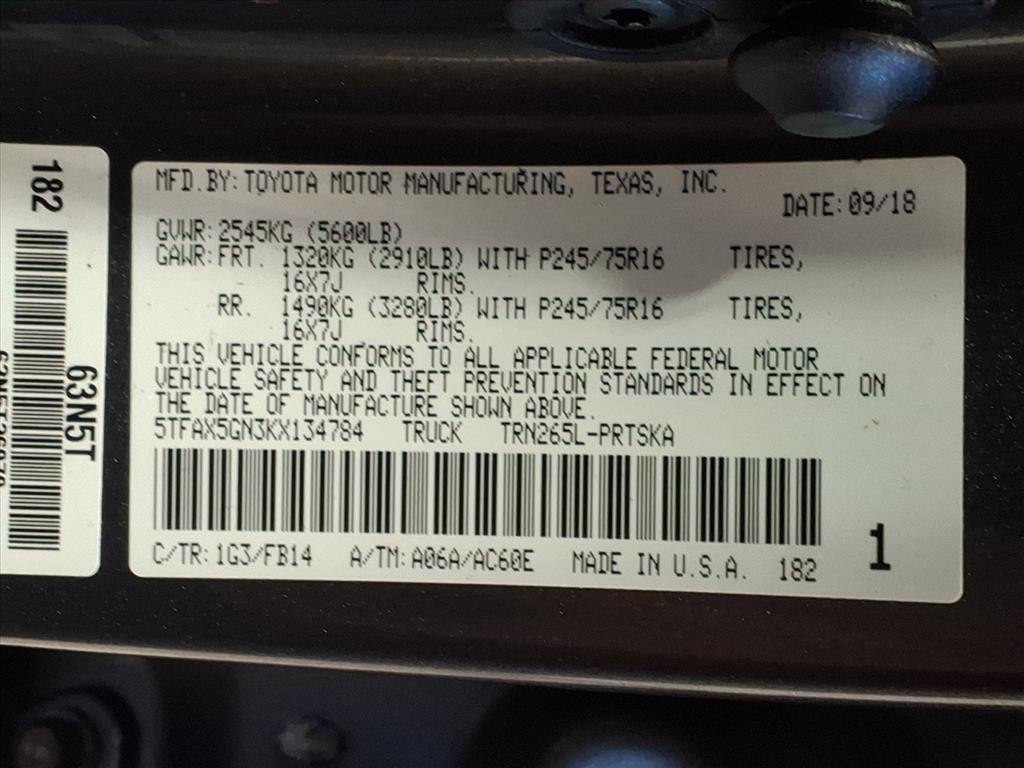 182
63N5T
MFD.BY:TOYOTA MOTOR MANUFACTURING, TEXAS, INC.
DATE:09/18
GVWR:2545KG (5600LB)
GAWR:FRT. 1320KG (2910LB) WITH P245/75R16 TIRES,
16X7J RIMS.
RR. 1490KG (3280LB) WITH P245/75R16 TIRES,
16X7J RIMS.
THIS VEHICLE CONFORMS TO ALL APPLICABLE FEDERAL MOTOR
VEHICLE SAFETY AND THEFT PREVENTION STANDARDS IN EFFECT ON
THE DATE OF MANUFACTURE SHOWN ABOVE.
5TFAX5GN3KX134784 TRUCK TRN265L-PRTSKA
C/TR:1G3/FB14 A/TM:A06A/AC60E MADE IN U.S.A. 182
1